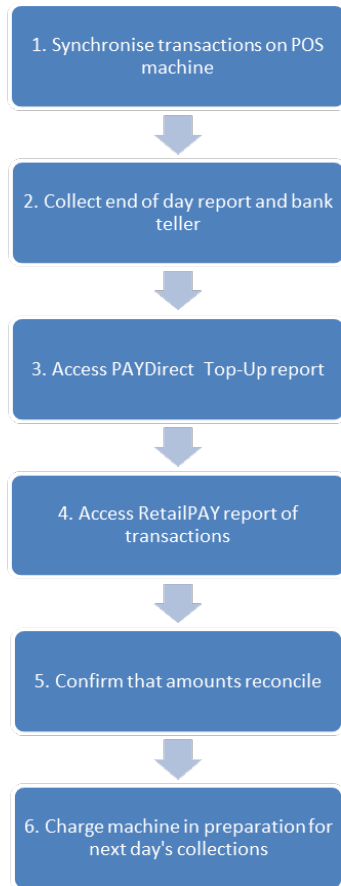 1. Synchronise transactions on POS
machine
2. Collect end of day report and bank
teller
3. Access PAYDirect Top-Up report
4. Access RetailPAY report of
transactions
5. Confirm that amounts reconcile
6. Charge machine in preparation for
next day's collections